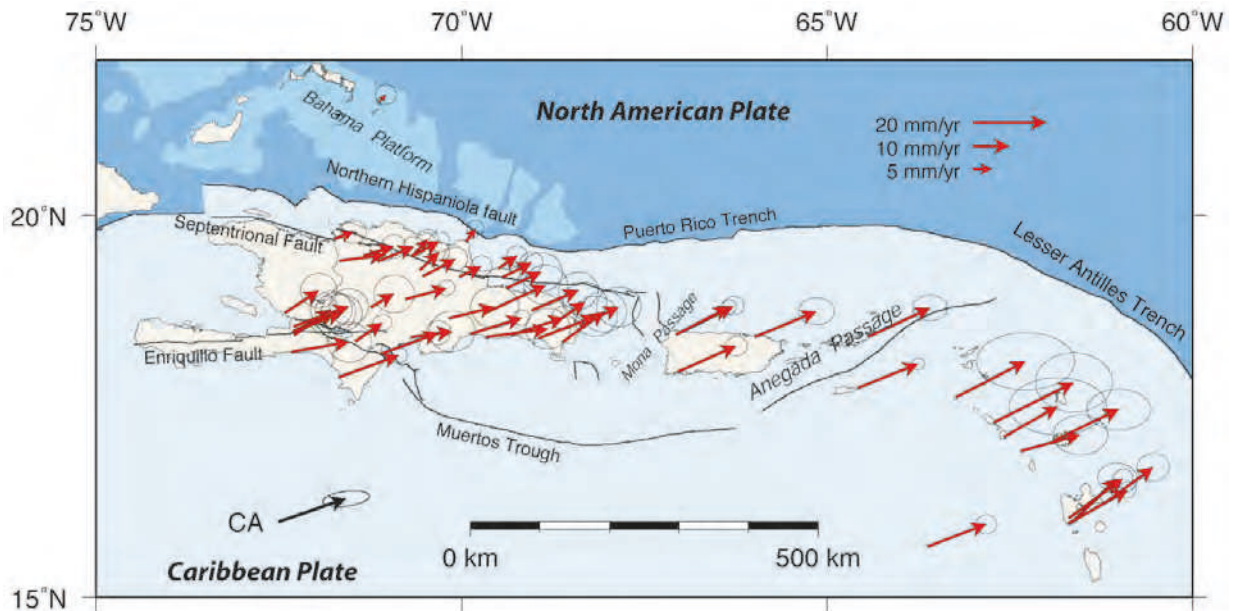 75°W
70°W
65°W
60°W
20°N
15°N
North American Plate
Bahama Platform
20 mm/yr
10 mm/yr
5 mm/yr
Northern Hispaniola fault
Septentrional Fault
Puerto Rico Trench
Lesser Antilles Trench
Mona Passage
Anegada Passage
Enriquillo Fault
Muertos Trough
CA
0 km
500 km
Caribbean Plate